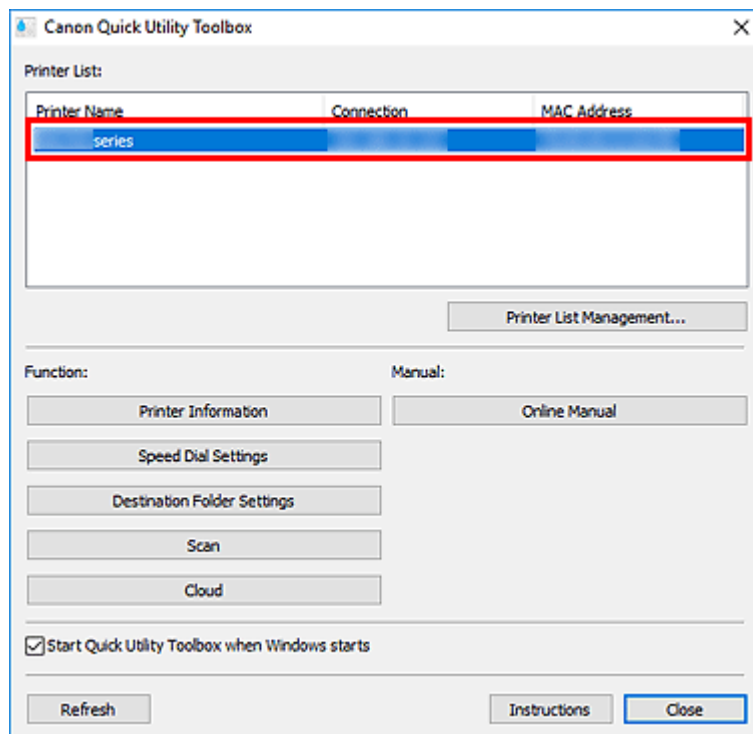 Canon Quick Utility Toolbox
Printer List:
Printer Name Connection MAC Address
series
Printer List Management...
Function: Manual:
Printer Information Online Manual
Speed Dial Settings
Destination Folder Settings
Scan
Cloud
Start Quick Utility Toolbox when Windows starts
Refresh Instructions Close